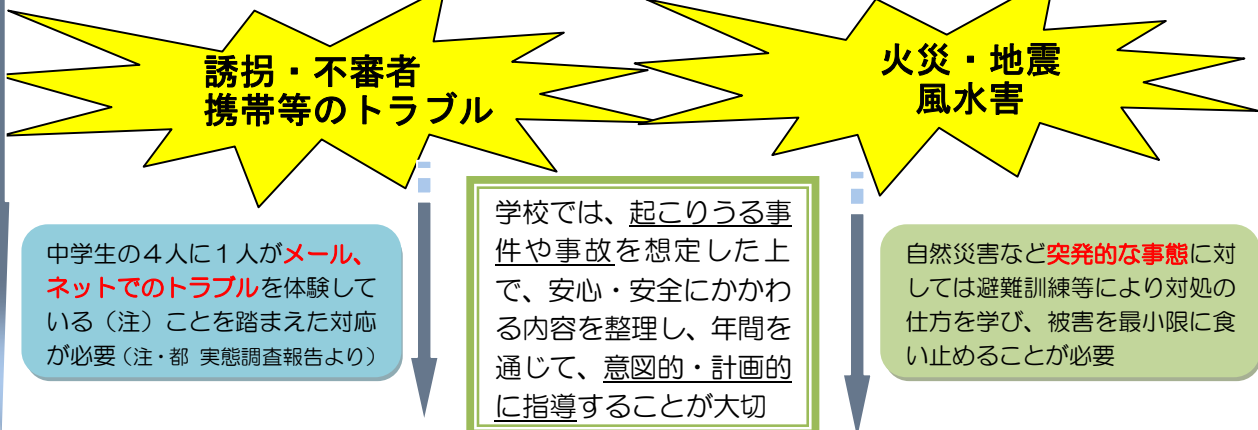 誘拐・不審者
携帯等のトラブル
火災・地震
風水害
中学生の４人に１人がメール、
ネットでのトラブルを体験して
いる（注）ことを踏まえた対応
が必要（注・都 実態調査報告より）
学校では、起こりうる事
件や事故を想定した上
で、安心・安全にかかわ
る内容を整理し、年間を
通じて、意図的・計画的
に指導することが大切
自然災害など突発的な事態に対
しては避難訓練等により対処の
仕方を学び、被害を最小限に食
い止めることが必要